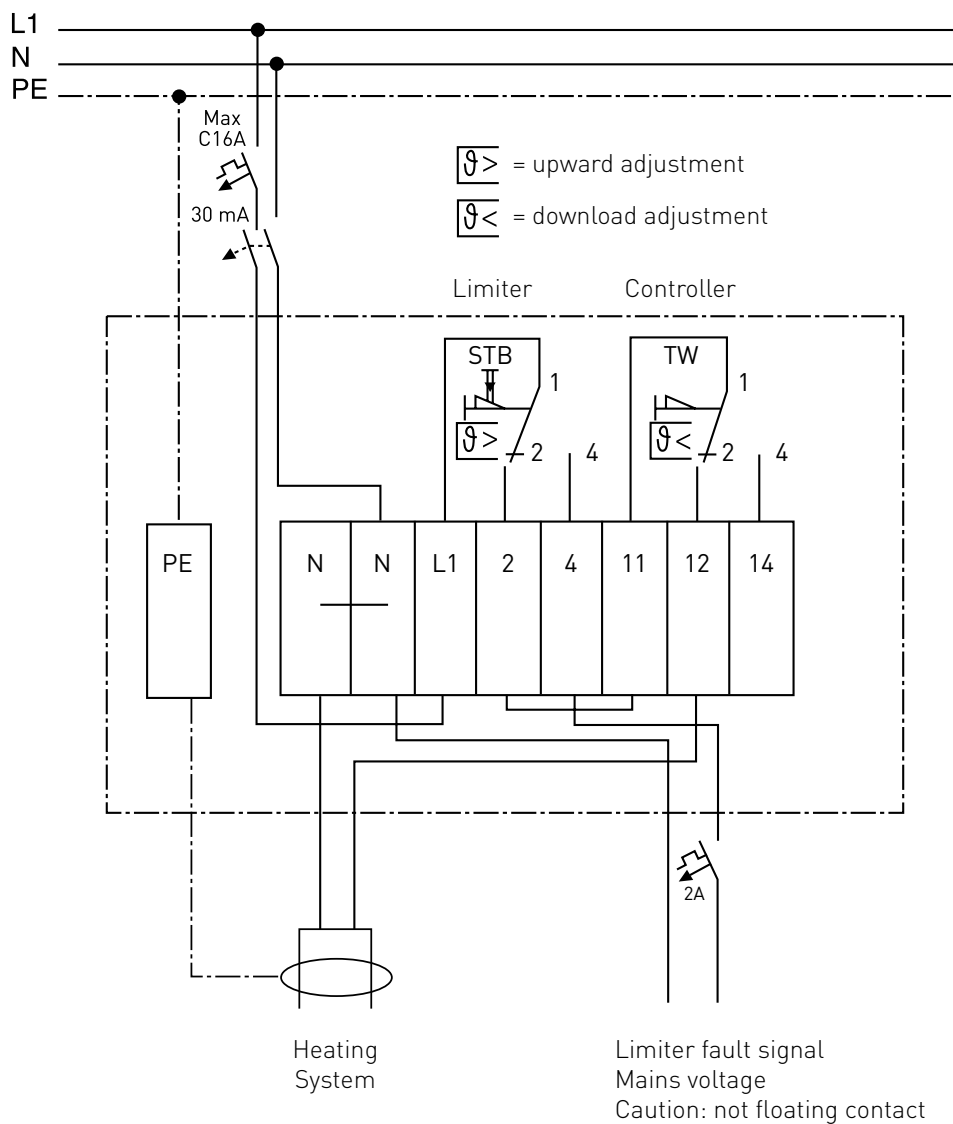 L1
N
PE
Max
C16A
30 mA
ϑ> = upward adjustment
ϑ< = download adjustment
Limiter
Controller
STB
TW
1
1
ϑ>
2
4
ϑ<
2
4
PE
N
N
L1
2
4
11
12
14
2A
Heating
System
Limiter fault signal
Mains voltage
Caution: not floating contact